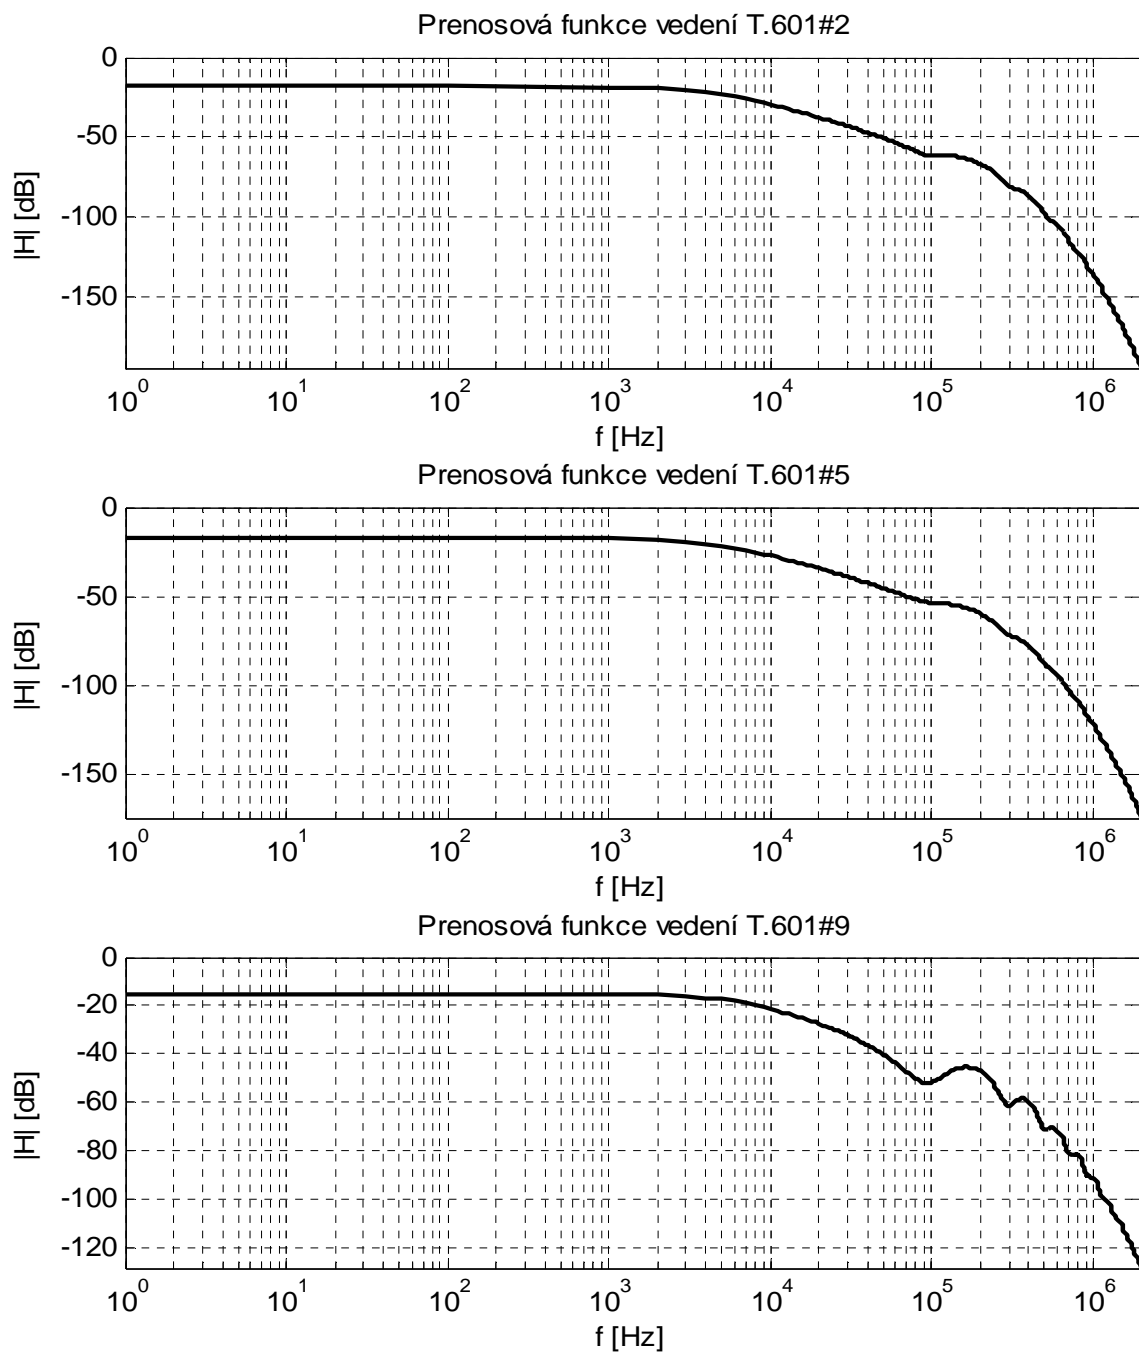 Prenosová funkce vedení T.601#2
0
-50
-100
-150
|H| [dB]
10^0 10^1 10^2 10^3 10^4 10^5 10^6
f [Hz]
Prenosová funkce vedení T.601#5
0
-50
-100
-150
|H| [dB]
10^0 10^1 10^2 10^3 10^4 10^5 10^6
f [Hz]
Prenosová funkce vedení T.601#9
0
-20
-40
-60
-80
-100
-120
|H| [dB]
10^0 10^1 10^2 10^3 10^4 10^5 10^6
f [Hz]